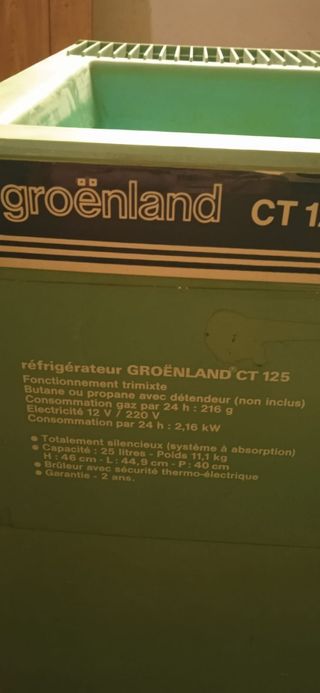 groënland CT 12
réfrigérateur GROËNLAND CT 125
Fonctionnement trimixte
Butane ou propane avec détendeur (non inclus)
Consommation gaz par 24 h : 216 g
Electricité 12 V / 220 V
Consommation par 24 h : 2,16 kW
● Totalement silencieux (système à absorption)
● Capacité : 25 litres - Poids 11,1 kg
H : 46 cm - L : 44,9 cm - P : 40 cm
● Brûleur avec sécurité thermo-électrique
● Garantie - 2 ans.